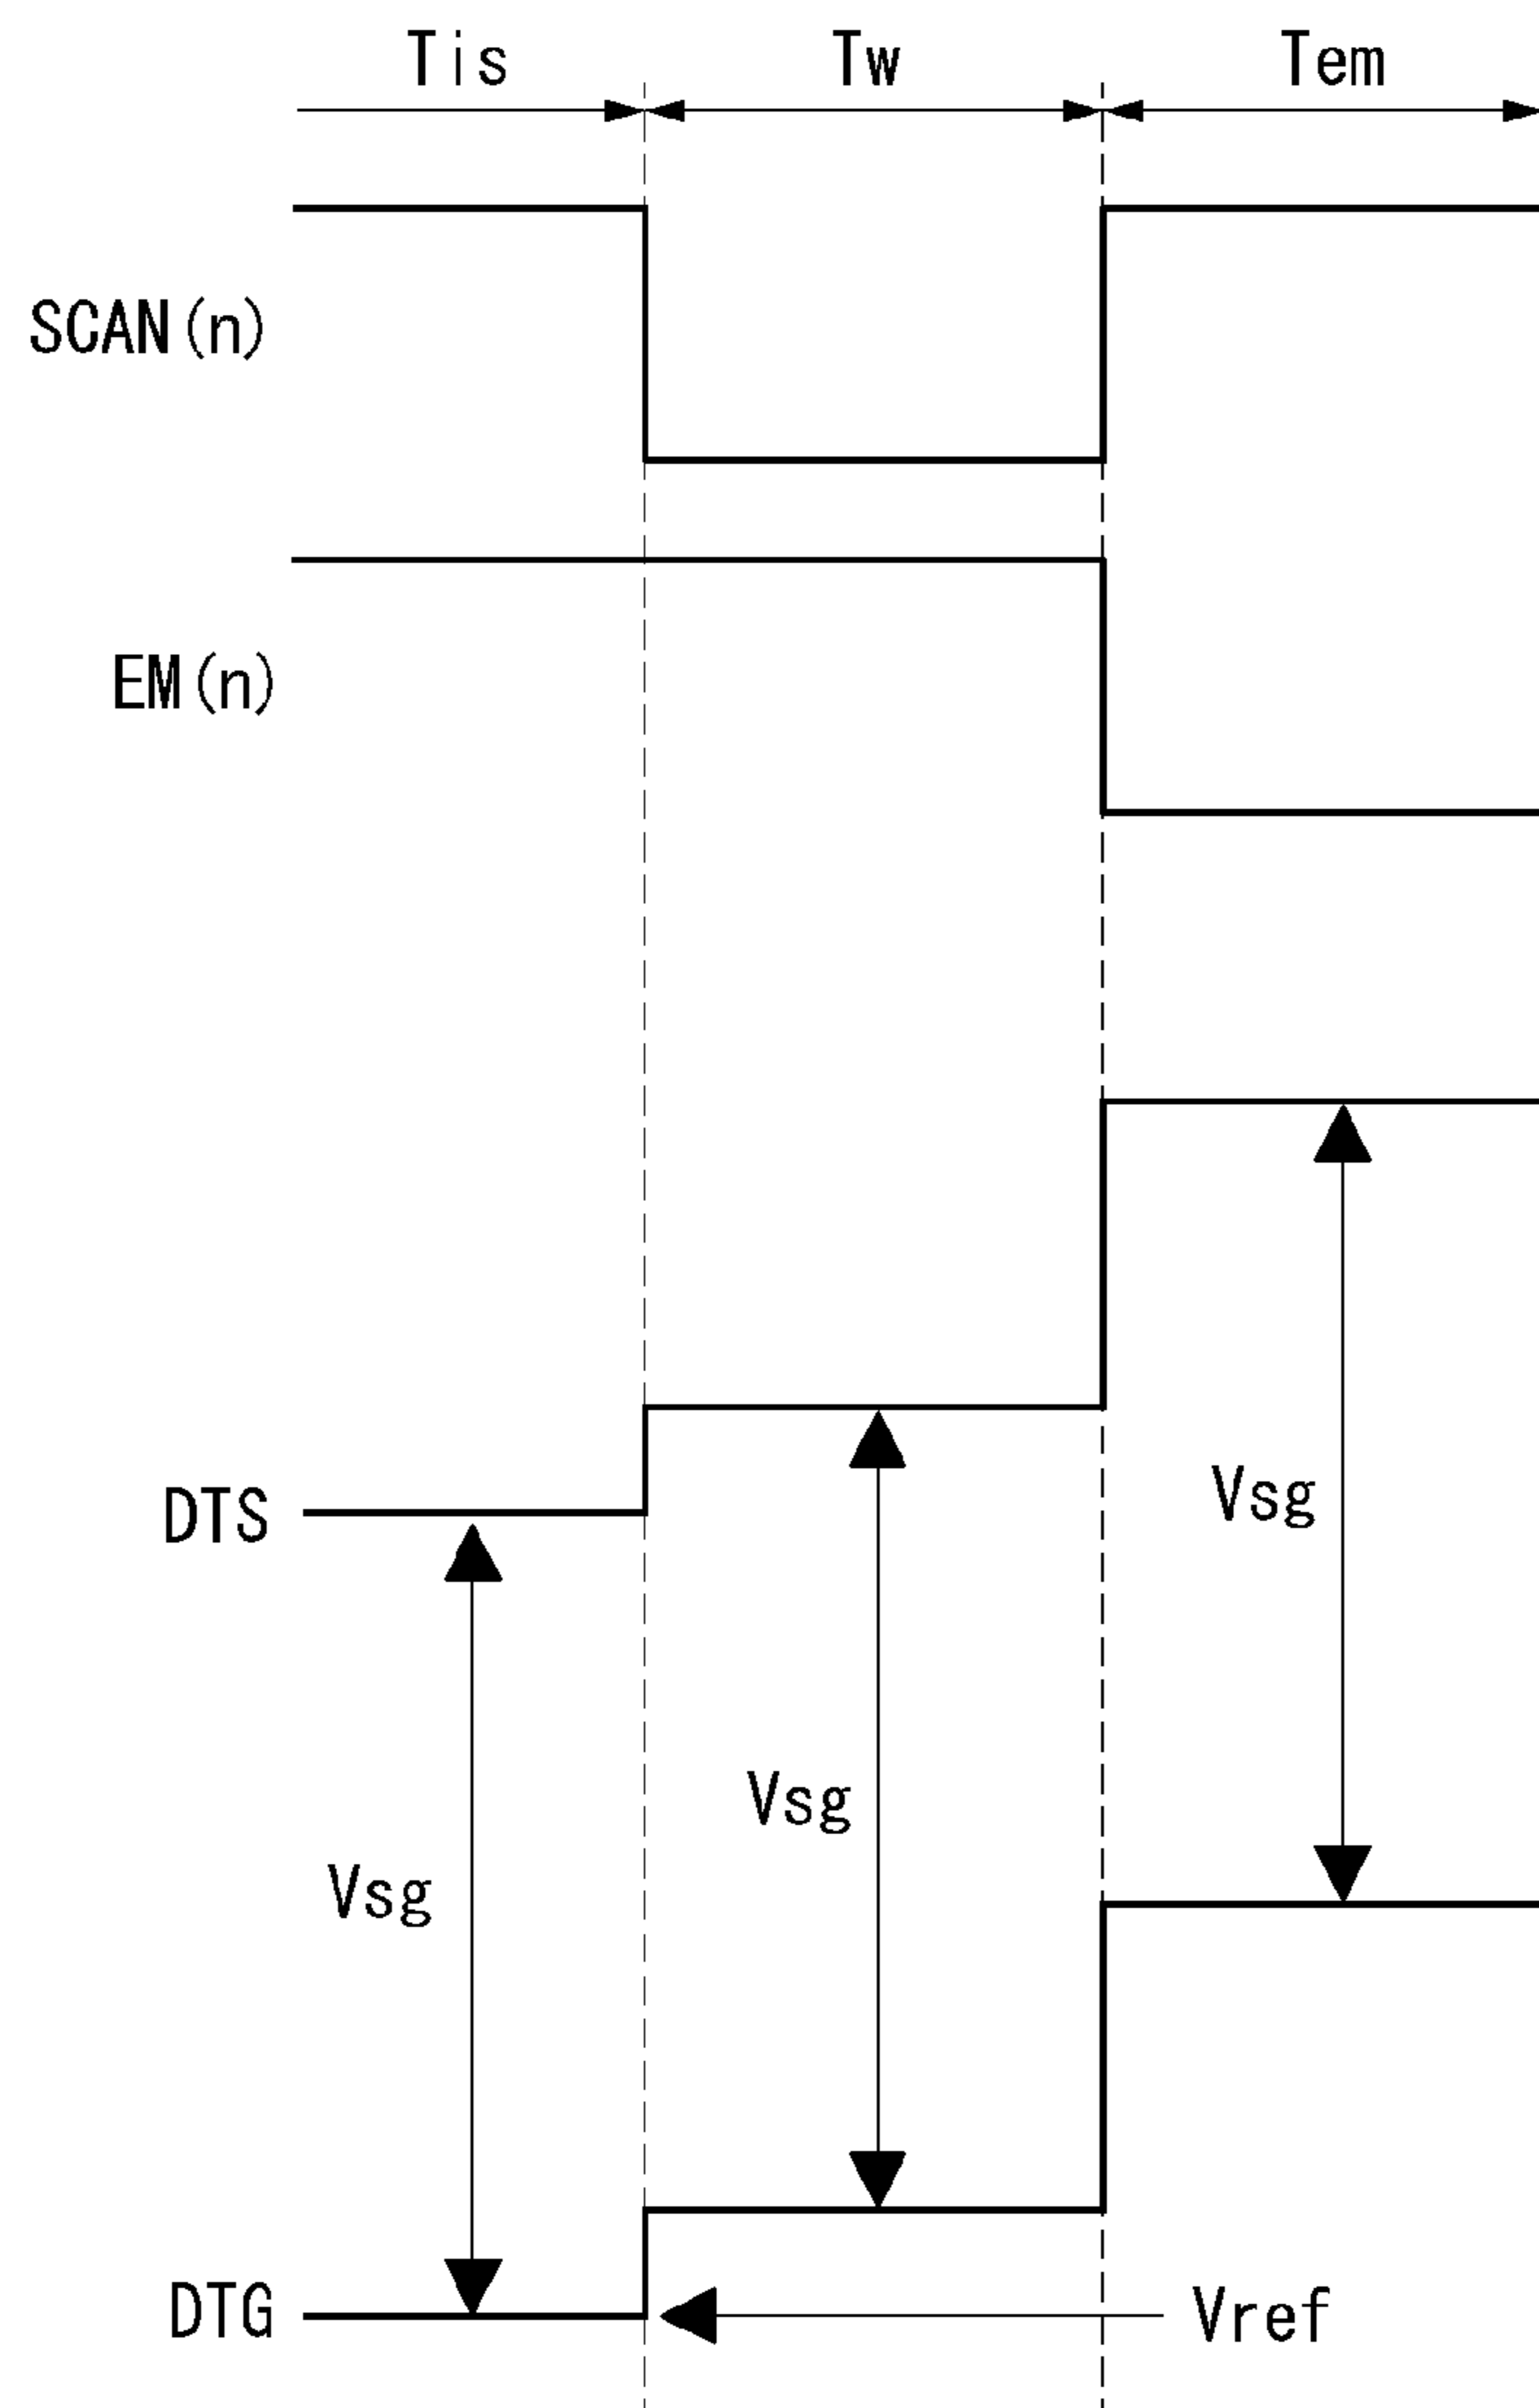 Tis Tw Tem
SCAN(n)
EM(n)
DTS
Vsg
Vsg
Vsg
DTG
Vref